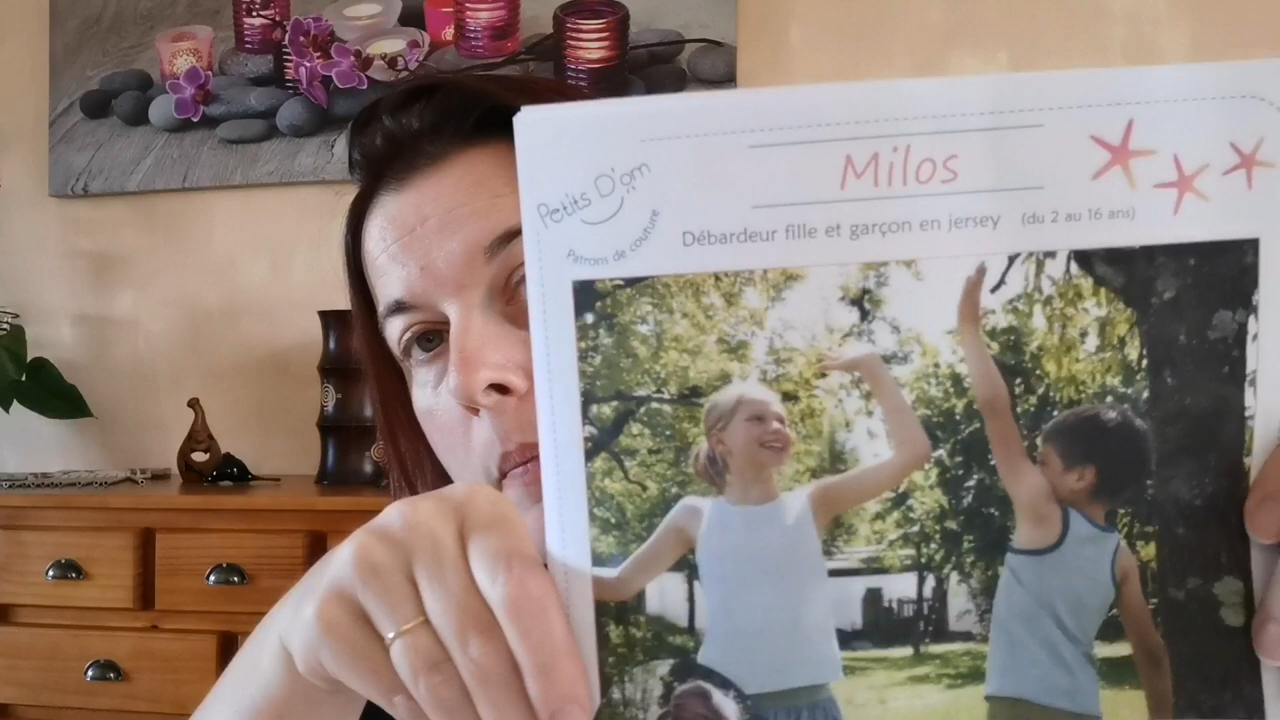 Petits D'om
Patrons de couture
Milos
Débardeur fille et garçon en jersey (du 2 au 16 ans)